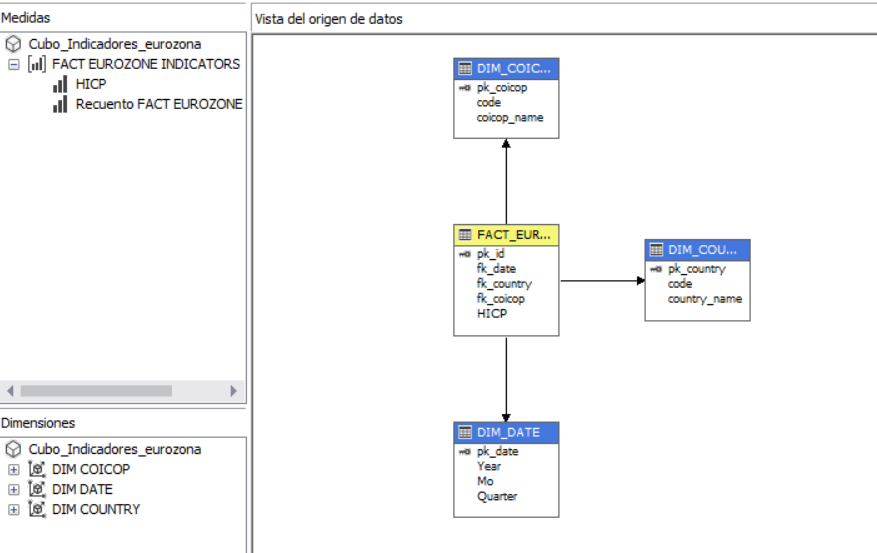 Medidas
Cubo_Indicadores_eurozona
FACT EUROZONE INDICATORS
HICP
Recuento FACT EUROZONE
Dimensiones
Cubo_Indicadores_eurozona
DIM COICOP
DIM DATE
DIM COUNTRY
Vista del origen de datos
DIM_COIC...
pk_coicop
code
coicop_name
FACT_EUR...
pk_id
fk_date
fk_country
fk_coicop
HICP
DIM_COU...
pk_country
code
country_name
DIM_DATE
pk_date
Year
Mo
Quarter